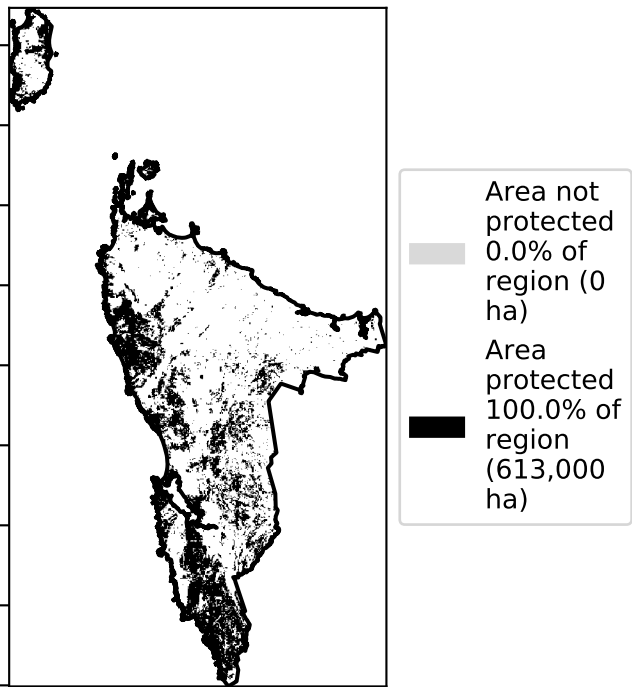 Area not
protected
0.0% of
region (0
ha)
Area
protected
100.0% of
region
(613,000
ha)